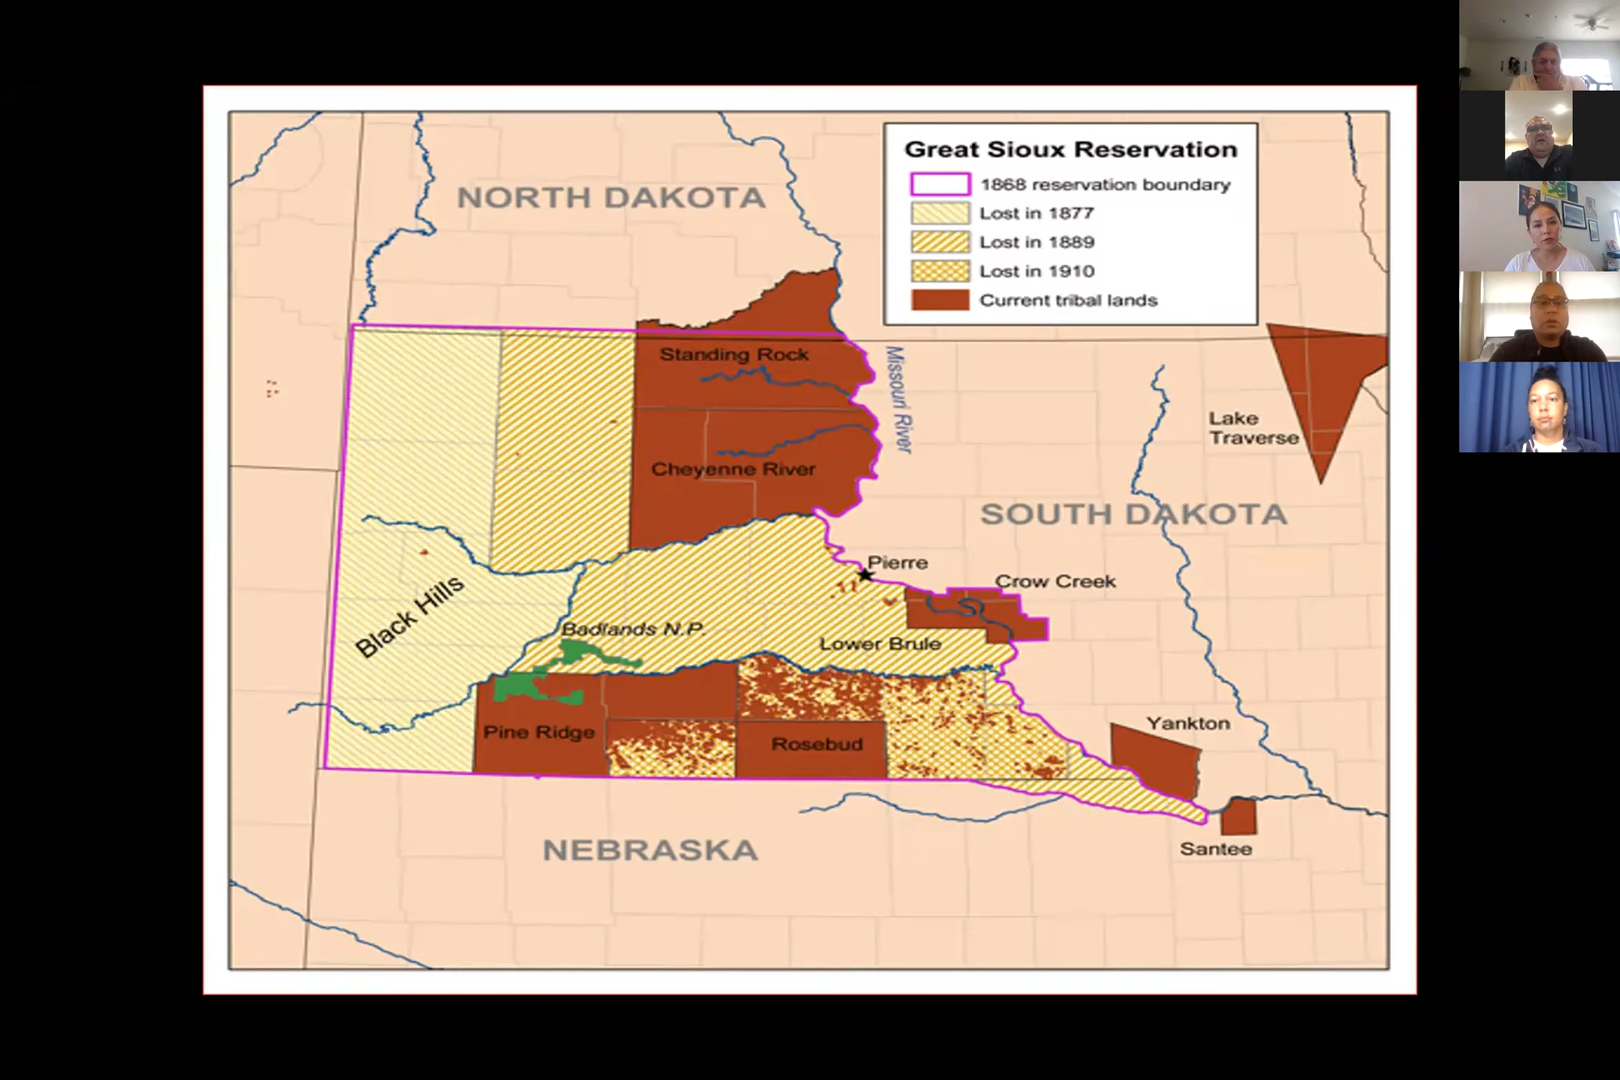 Great Sioux Reservation
1868 reservation boundary
Lost in 1877
Lost in 1889
Lost in 1910
Current tribal lands
NORTH DAKOTA
Standing Rock
Missouri River
Lake
Traverse
Cheyenne River
SOUTH DAKOTA
Pierre
Crow Creek
Black Hills
Badlands N.P.
Lower Brule
Pine Ridge
Rosebud
Yankton
NEBRASKA
Santee